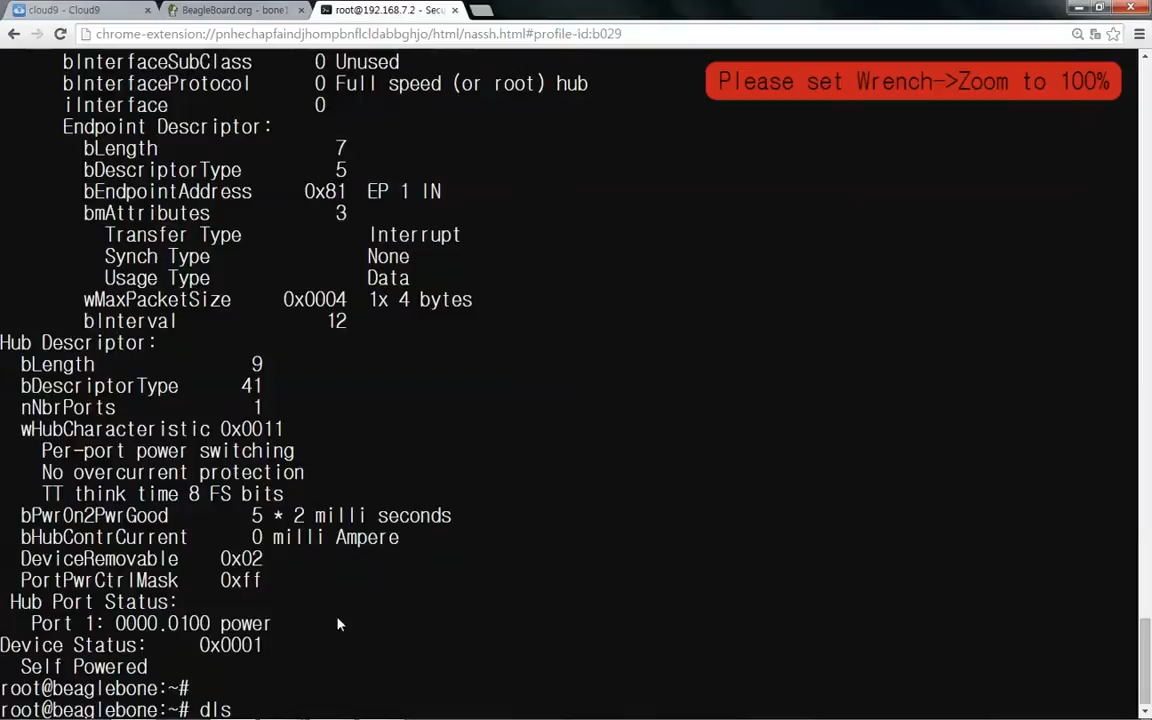 cloud9 - Cloud9
BeagleBoard.org - bone1
root@192.168.7.2 - Secu
chrome-extension://pnhechapfaindjhompbnflcldabbghjo/html/nassh.html#profile-id:b029
Please set Wrench->Zoom to 100%
bInterfaceSubClass 0 Unused
bInterfaceProtocol 0 Full speed (or root) hub
iInterface 0
Endpoint Descriptor:
bLength 7
bDescriptorType 5
bEndpointAddress 0x81 EP 1 IN
bmAttributes 3
Transfer Type Interrupt
Synch Type None
Usage Type Data
wMaxPacketSize 0x0004 1x 4 bytes
bInterval 12
Hub Descriptor:
bLength 9
bDescriptorType 41
nNbrPorts 1
wHubCharacteristic 0x0011
Per-port power switching
No overcurrent protection
TT think time 8 FS bits
bPwrOn2PwrGood 5 * 2 milli seconds
bHubContrCurrent 0 milli Ampere
DeviceRemovable 0x02
PortPwrCtrlMask 0xff
Hub Port Status:
Port 1: 0000.0100 power
Device Status: 0x0001
Self Powered
root@beaglebone:~#
root@beaglebone:~# dls